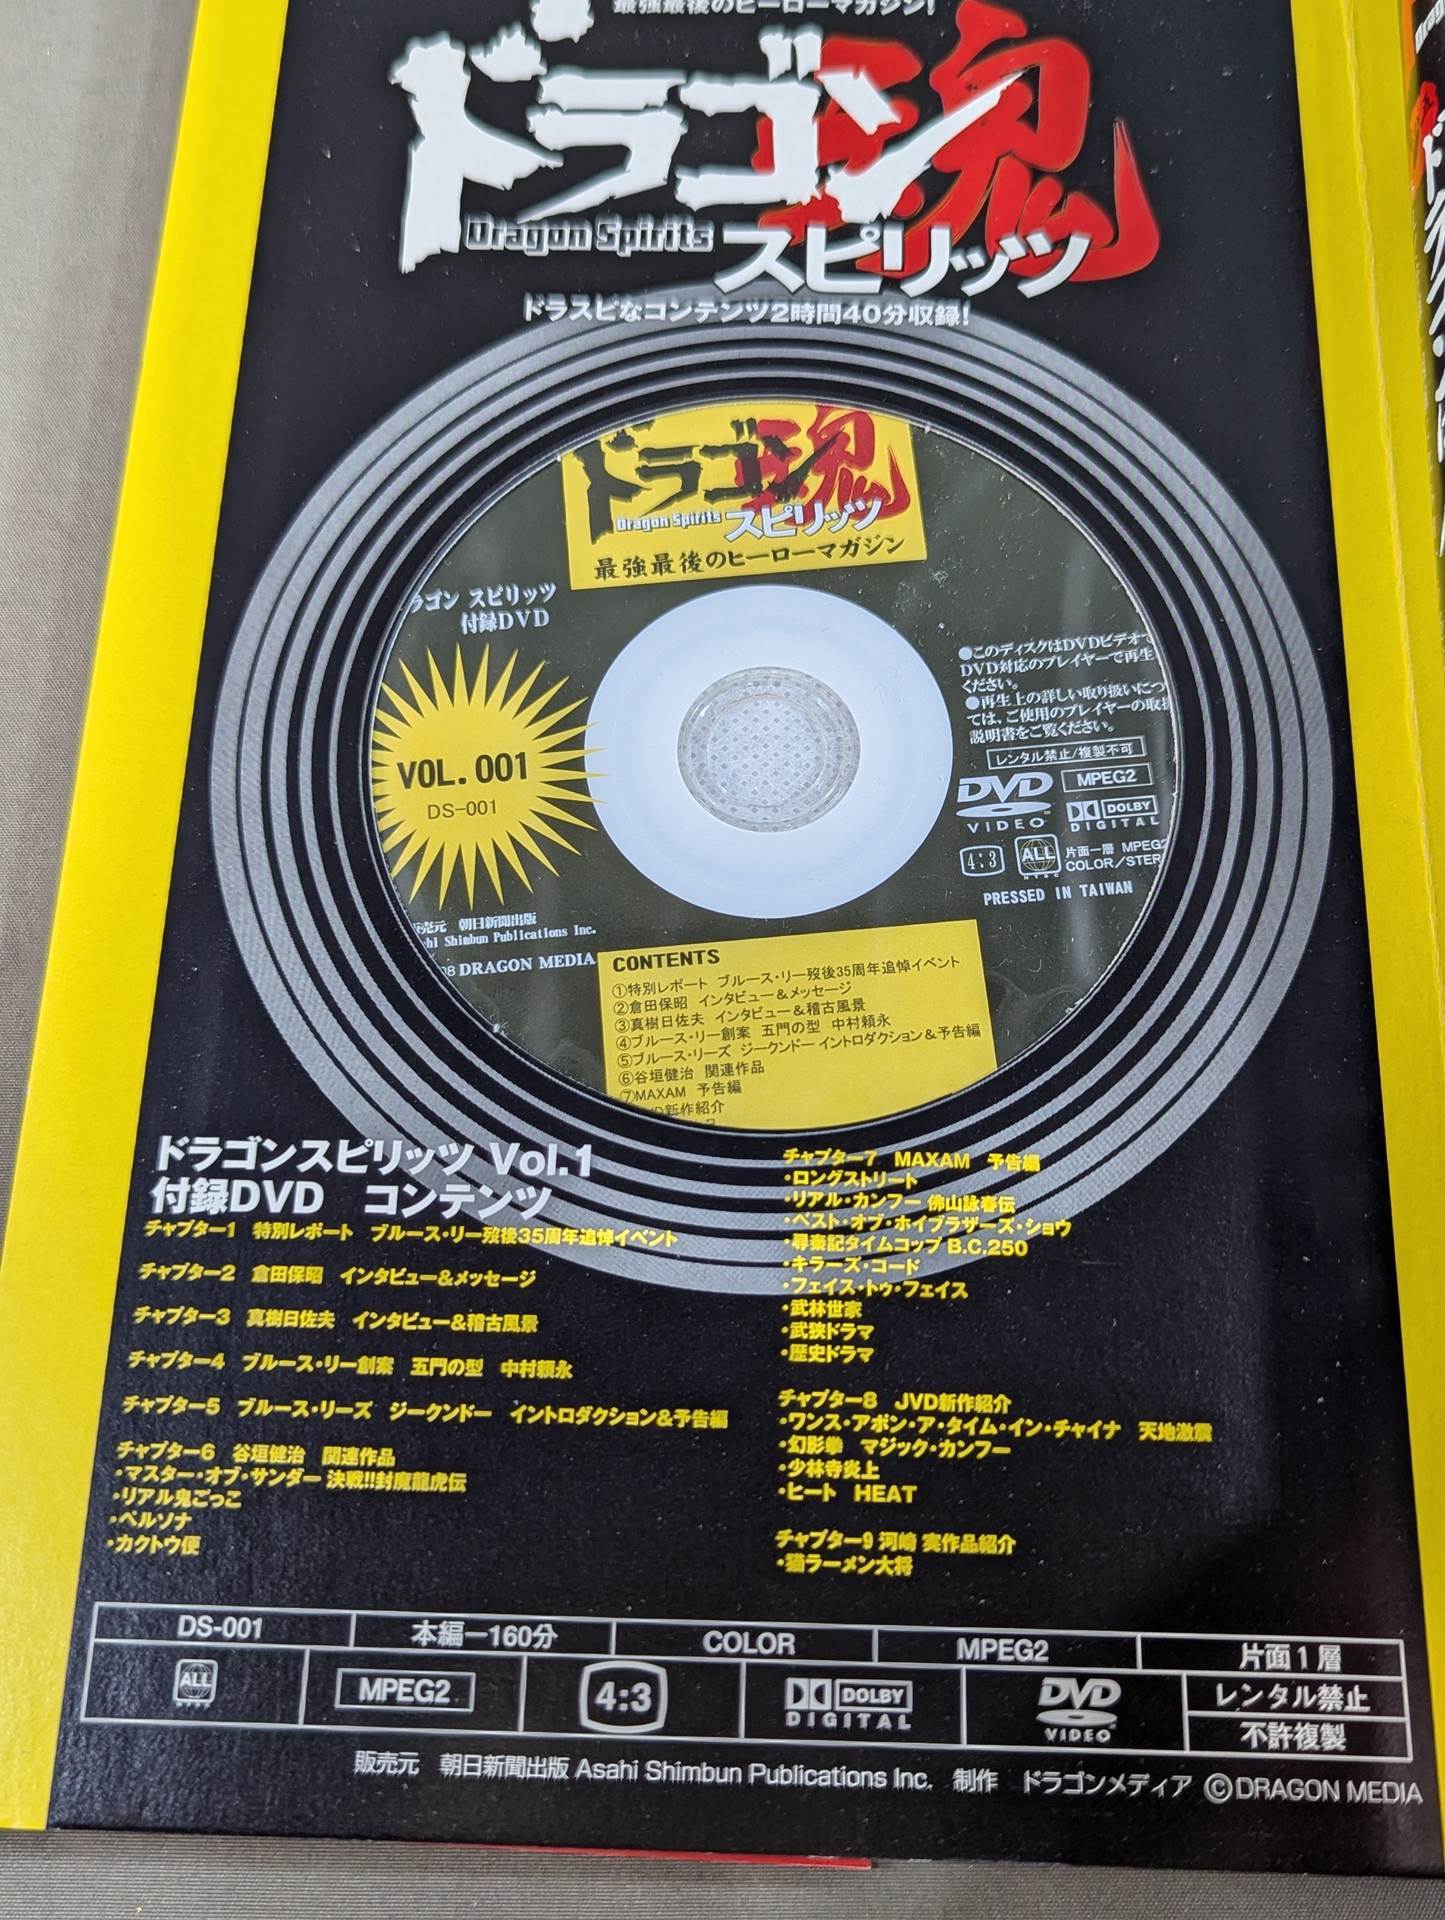 最強最後のヒーローマガジン!
ドラゴン魂
Dragon Spirits スピリッツ
ドラスピなコンテンツ2時間40分収録!
ドラゴン魂
Dragon Spirits スピリッツ
最強最後のヒーローマガジン
ラゴン スピリッツ
付録DVD
VOL. 001
DS-001
●このディスクはDVDビデオで
DVD対応のプレイヤーで再生
ください。
●再生上の詳しい取り扱いにつ
ては、ご使用のプレイヤーの取扱
説明書をご覧ください。
レンタル禁止/複製不可
DVD VIDEO
MPEG2
DOLBY DIGITAL
4:3
ALL
片面一層 MPEG2
COLOR/STER
PRESSED IN TAIWAN
販売元 朝日新聞出版
hi Shimbun Publications Inc.
08 DRAGON MEDIA
CONTENTS
①特別レポート ブルース・リー歿後35周年追悼イベント
②倉田保昭 インタビュー&メッセージ
③真樹日佐夫 インタビュー&稽古風景
④ブルース・リー創案 五門の型 中村頼永
⑤ブルース・リーズ ジークンドー イントロダクション&予告編
⑥谷垣健治 関連作品
⑦MAXAM 予告編
VD新作紹介
ドラゴンスピリッツ Vol.1
付録DVD コンテンツ
チャプター1 特別レポート ブルース・リー歿後35周年追悼イベント
チャプター2 倉田保昭 インタビュー&メッセージ
チャプター3 真樹日佐夫 インタビュー&稽古風景
チャプター4 ブルース・リー創案 五門の型 中村頼永
チャプター5 ブルース・リーズ ジークンドー イントロダクション&予告編
チャプター6 谷垣健治 関連作品
・マスター・オブ・サンダー 決戦!!封魔龍虎伝
・リアル鬼ごっこ
・ペルソナ
・カクトウ便
チャプター7 MAXAM 予告編
・ロングストリート
・リアル・カンフー 佛山詠春伝
・ベスト・オブ・ホイブラザーズ・ショウ
・尋秦記タイムコップ B.C.250
・キラーズ・コード
・フェイス・トゥ・フェイス
・武林世家
・武狭ドラマ
・歴史ドラマ
チャプター8 JVD新作紹介
・ワンス・アポン・ア・タイム・イン・チャイナ 天地激震
・幻影拳 マジック・カンフー
・少林寺炎上
・ヒート HEAT
チャプター9 河崎 実作品紹介
・猫ラーメン大将
DS-001 本編ー160分 COLOR MPEG2 片面1層
ALL MPEG2 4:3 DOLBY DIGITAL DVD VIDEO レンタル禁止
不許複製
販売元 朝日新聞出版 Asahi Shimbun Publications Inc. 制作 ドラゴンメディア ©DRAGON MEDIA